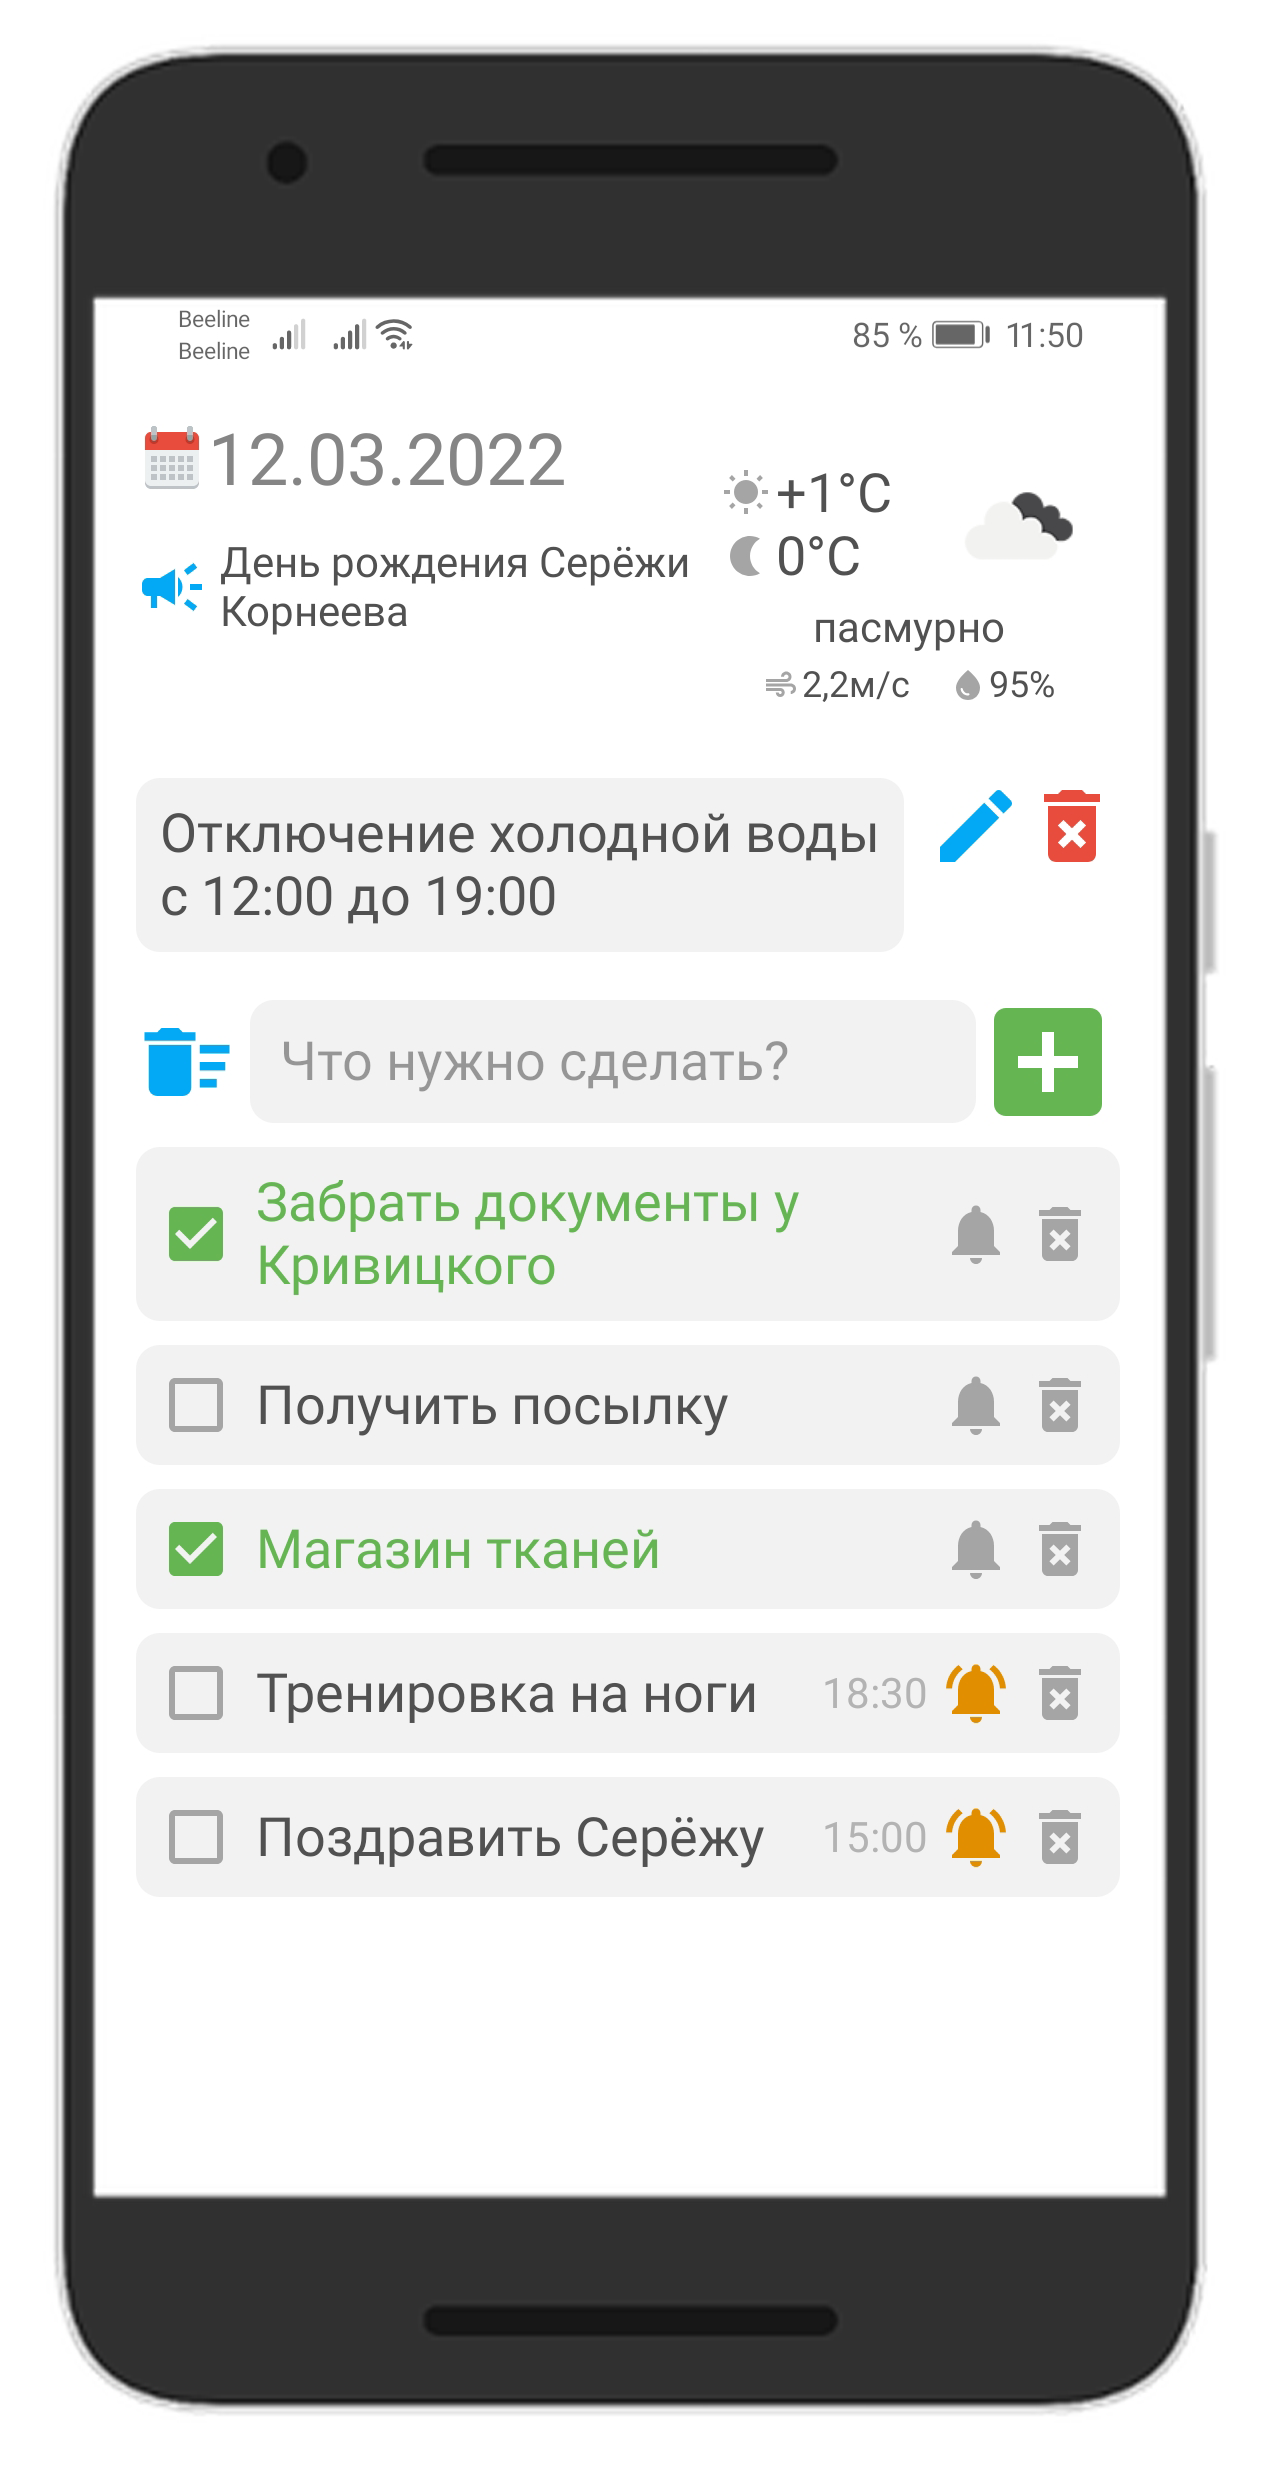 Beeline
Beeline
85 % 11:50
12.03.2022
День рождения Серёжи
Корнеева
+1°C
0°C
пасмурно
2,2м/с 95%
Отключение холодной воды
с 12:00 до 19:00
Что нужно сделать?
Забрать документы у
Кривицкого
Получить посылку
Магазин тканей
Тренировка на ноги 18:30
Поздравить Серёжу 15:00